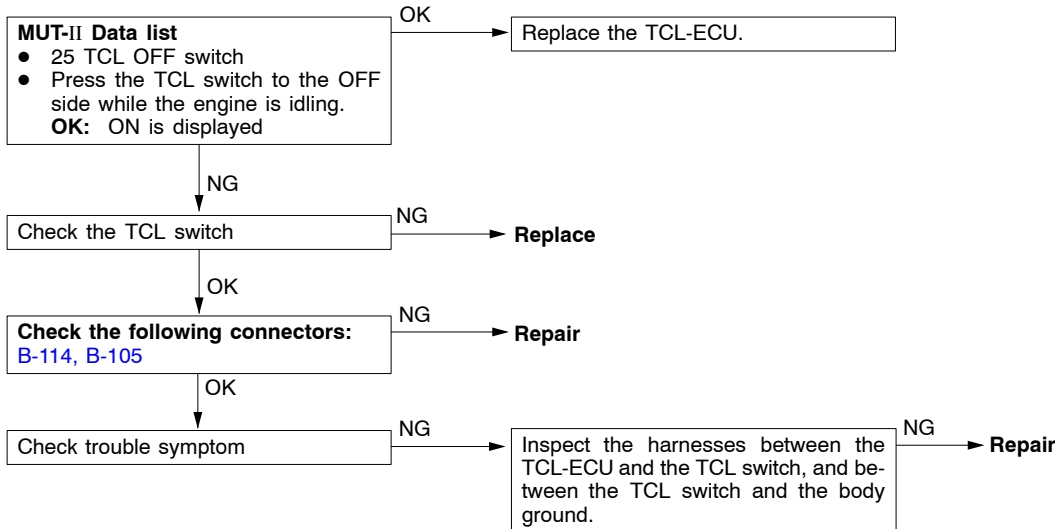 MUT-II Data list
● 25 TCL OFF switch
● Press the TCL switch to the OFF
side while the engine is idling.
OK: ON is displayed
OK
Replace the TCL-ECU.
NG
Check the TCL switch
NG
Replace
OK
Check the following connectors:
B-114, B-105
NG
Repair
OK
Check trouble symptom
NG
Inspect the harnesses between the
TCL-ECU and the TCL switch, and be-
tween the TCL switch and the body
ground.
NG
Repair